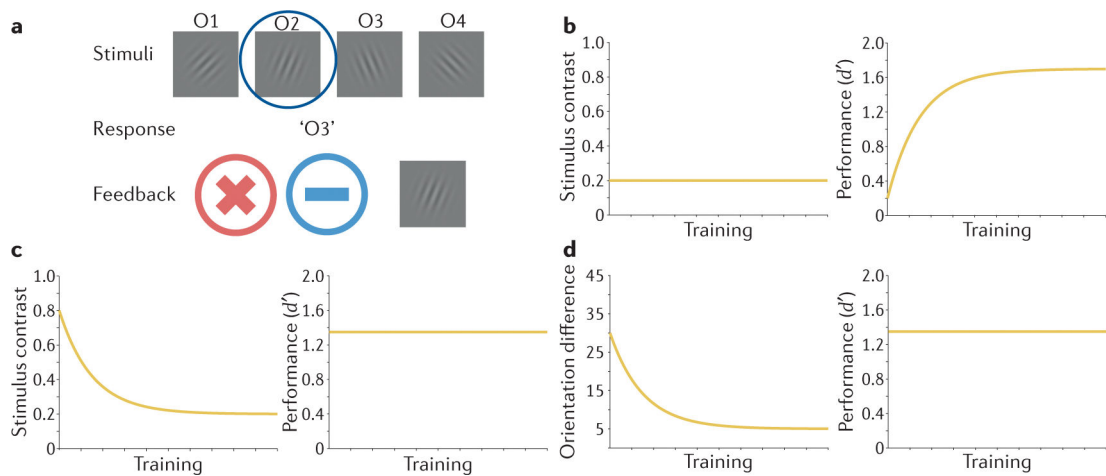 a
O1 O2 O3 O4
Stimuli
Response
‘O3’
Feedback
b
Stimulus contrast
1.0
0.8
0.6
0.4
0.2
0
Training
Performance (d′)
2.0
1.6
1.2
0.8
0.4
0
Training
c
Stimulus contrast
1.0
0.8
0.6
0.4
0.2
0
Training
Performance (d′)
2.0
1.6
1.2
0.8
0.4
0
Training
d
Orientation difference
45
35
25
15
5
Training
Performance (d′)
2.0
1.6
1.2
0.8
0.4
0
Training